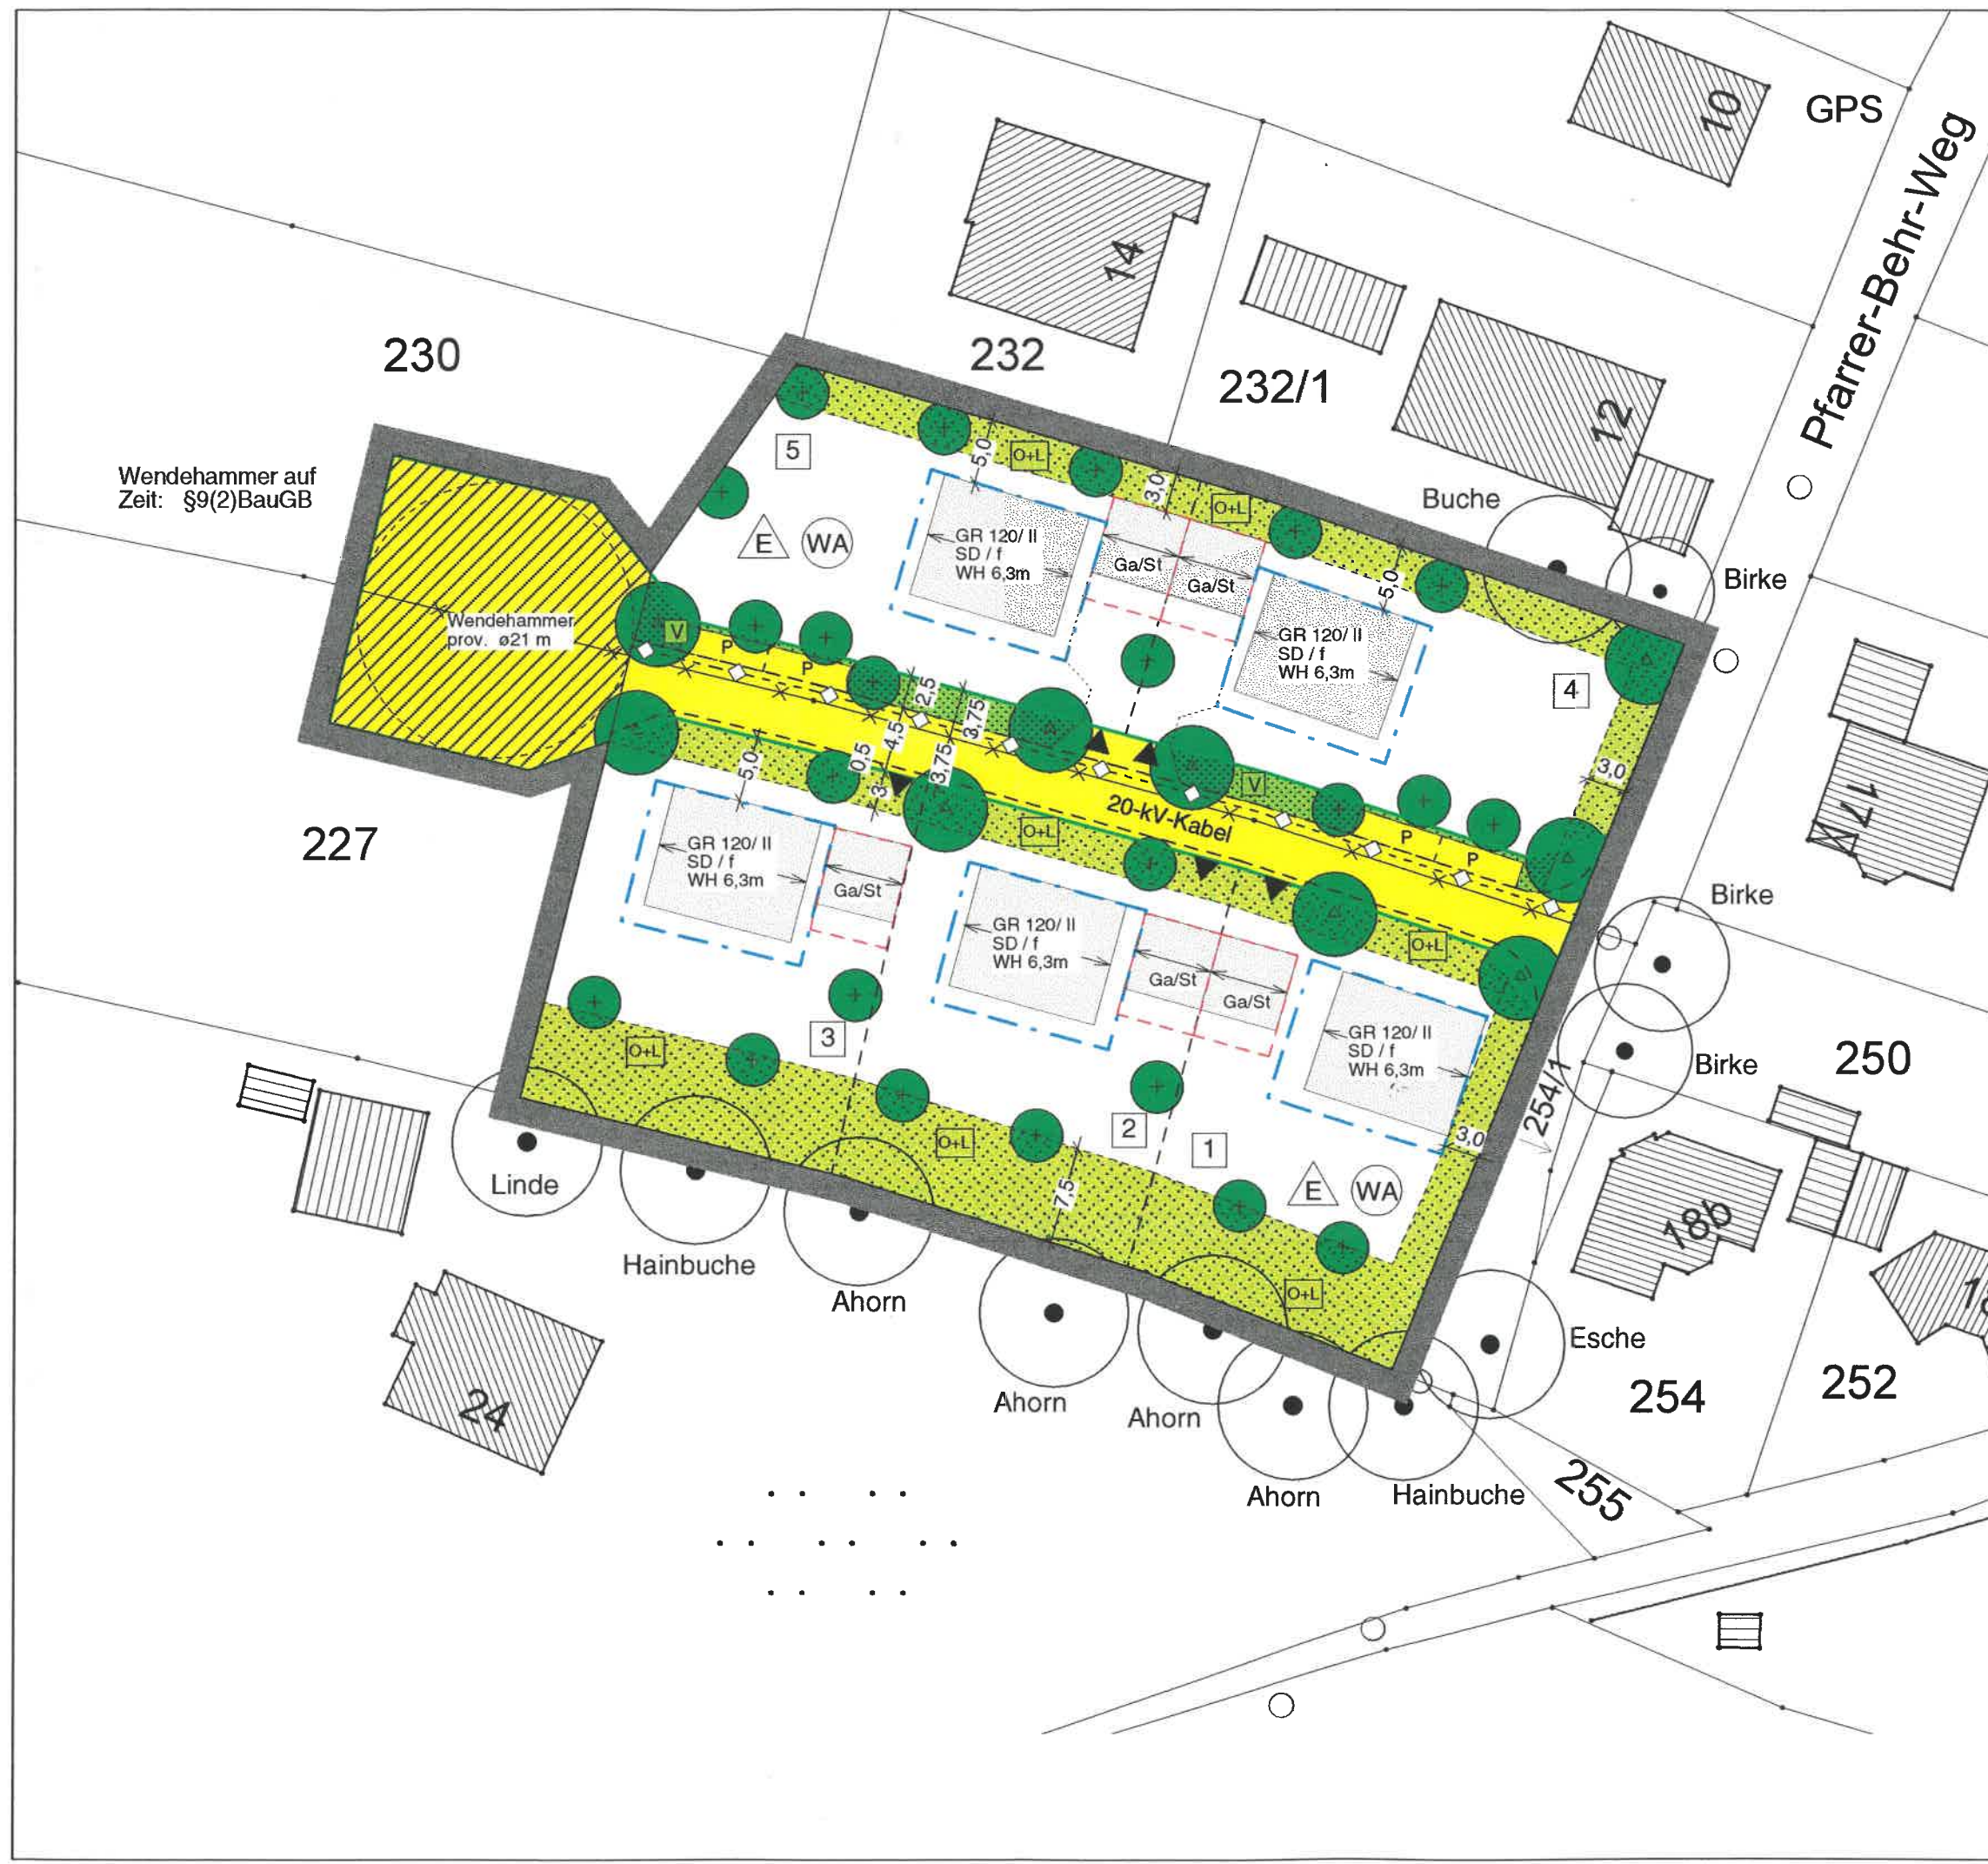 10
GPS
Pfarrer-Behr-Weg
14
230
232
232/1
12
Wendehammer auf
Zeit: §9(2)BauGB
5
5,0
O+L
3,0
O+L
Buche
Birke
E
WA
GR 120/ II
SD / f
WH 6,3m
Ga/St
Ga/St
5,0
GR 120/ II
SD / f
WH 6,3m
4
Wendehammer
prov. ø21 m
V
P
P
2,5
3,75
4,5
0,5
3,75
3
5,0
3,0
V
20-kV-Kabel
P
P
17
227
O+L
GR 120/ II
SD / f
WH 6,3m
Ga/St
GR 120/ II
SD / f
WH 6,3m
Ga/St
Ga/St
O+L
Birke
GR 120/ II
SD / f
WH 6,3m
3
O+L
Birke
250
254/1
2
1
O+L
3,0
7,5
E
WA
18b
Linde
Hainbuche
Ahorn
O+L
Esche
24
Ahorn
Ahorn
254
252
Ahorn
Hainbuche
255